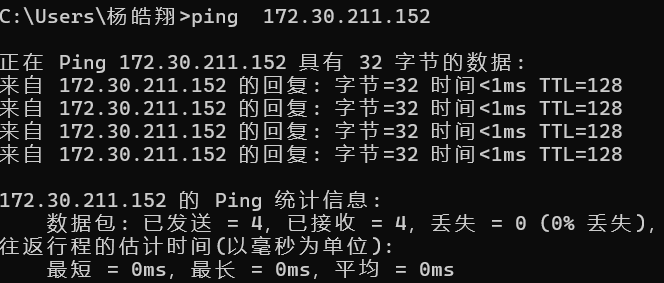 C:\Users\杨皓翔>ping  172.30.211.152
正在 Ping 172.30.211.152 具有 32 字节的数据:
来自 172.30.211.152 的回复: 字节=32 时间<1ms TTL=128
来自 172.30.211.152 的回复: 字节=32 时间<1ms TTL=128
来自 172.30.211.152 的回复: 字节=32 时间<1ms TTL=128
来自 172.30.211.152 的回复: 字节=32 时间<1ms TTL=128
172.30.211.152 的 Ping 统计信息:
数据包: 已发送 = 4, 已接收 = 4, 丢失 = 0 (0% 丢失),
往返行程的估计时间(以毫秒为单位):
最短 = 0ms, 最长 = 0ms, 平均 = 0ms